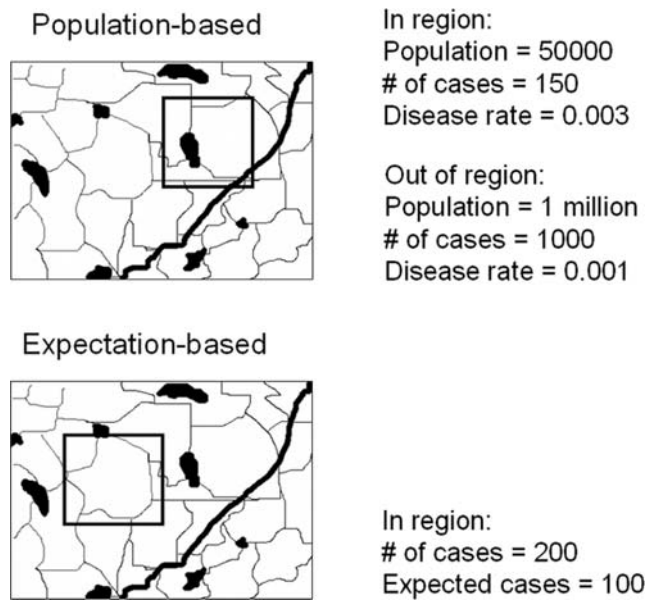 Population-based
In region:
Population = 50000
# of cases = 150
Disease rate = 0.003
Out of region:
Population = 1 million
# of cases = 1000
Disease rate = 0.001
Expectation-based
In region:
# of cases = 200
Expected cases = 100